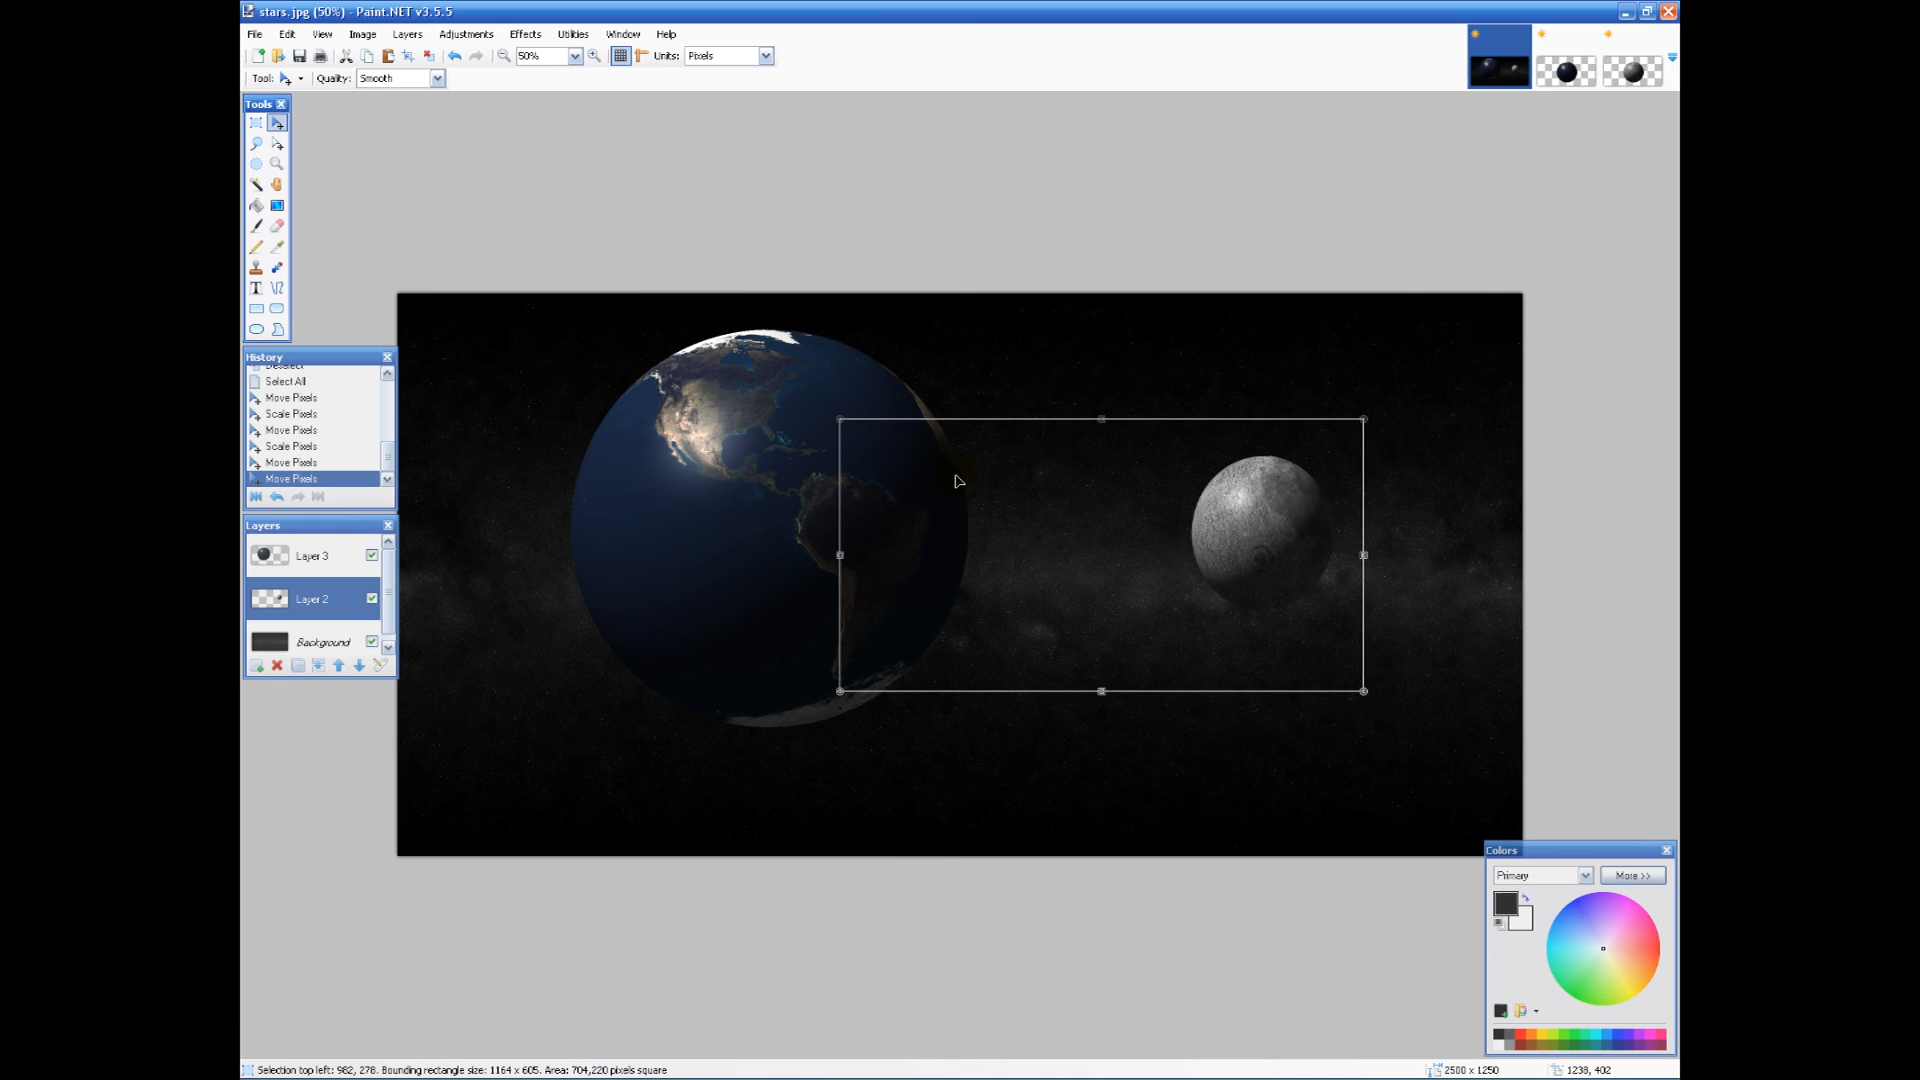 stars.jpg (50%) - Paint.NET v3.5.5
File Edit View Image Layers Adjustments Effects Utilities Window Help
50% Units: Pixels
Tool: Quality: Smooth
Tools
History
Deselect
Select All
Move Pixels
Scale Pixels
Move Pixels
Scale Pixels
Move Pixels
Move Pixels
Layers
Layer 3
Layer 2
Background
Colors
Primary More >>
Selection top left: 982, 278. Bounding rectangle size: 1164 x 605. Area: 704,220 pixels square 2500 x 1250 1238, 402